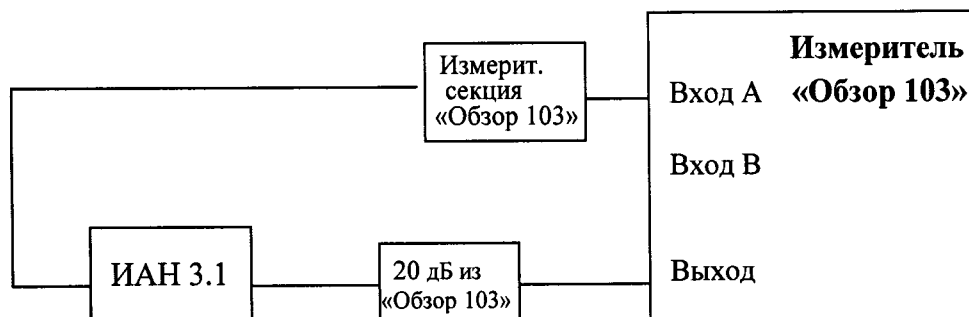 Измеритель
«Обзор 103»
Измерит.
секция
«Обзор 103»
Вход А
Вход В
ИАН 3.1
20 дБ из
«Обзор 103»
Выход